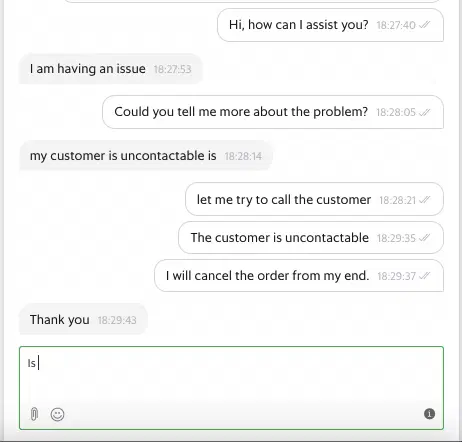 Hi, how can I assist you? 18:27:40
I am having an issue 18:27:53
Could you tell me more about the problem? 18:28:05
my customer is uncontactable is 18:28:14
let me try to call the customer 18:28:21
The customer is uncontactable 18:29:35
I will cancel the order from my end. 18:29:37
Thank you 18:29:43
Is